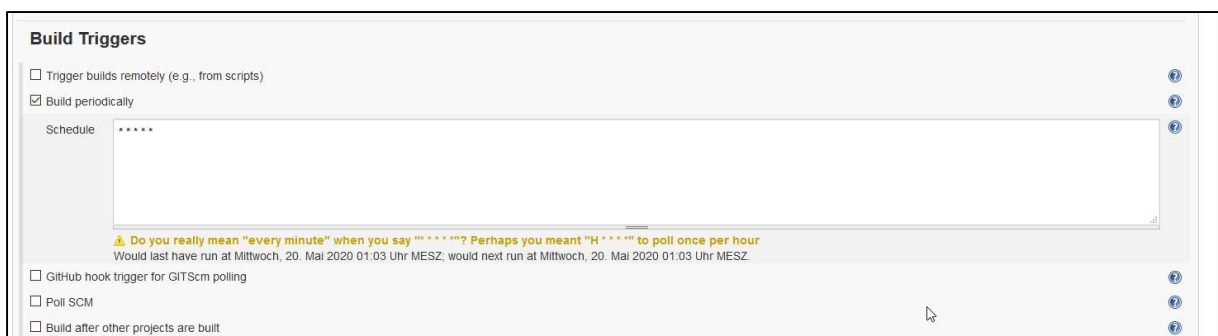 Build Triggers
Trigger builds remotely (e.g., from scripts)
Build periodically
Schedule * * * * *
⚠ Do you really mean "every minute" when you say "* * * * *"? Perhaps you meant "H * * * *" to poll once per hour
Would last have run at Mittwoch, 20. Mai 2020 01:03 Uhr MESZ; would next run at Mittwoch, 20. Mai 2020 01:03 Uhr MESZ.
GitHub hook trigger for GITScm polling
Poll SCM
Build after other projects are built